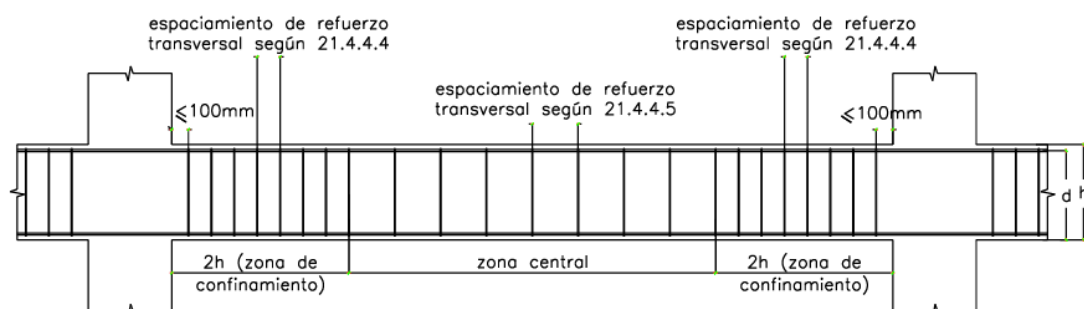 espaciamiento de refuerzo
transversal según 21.4.4.4
espaciamiento de refuerzo
transversal según 21.4.4.4
espaciamiento de refuerzo
transversal según 21.4.4.5
⩽100mm
⩽100mm
d
h
2h (zona de
confinamiento)
zona central
2h (zona de
confinamiento)